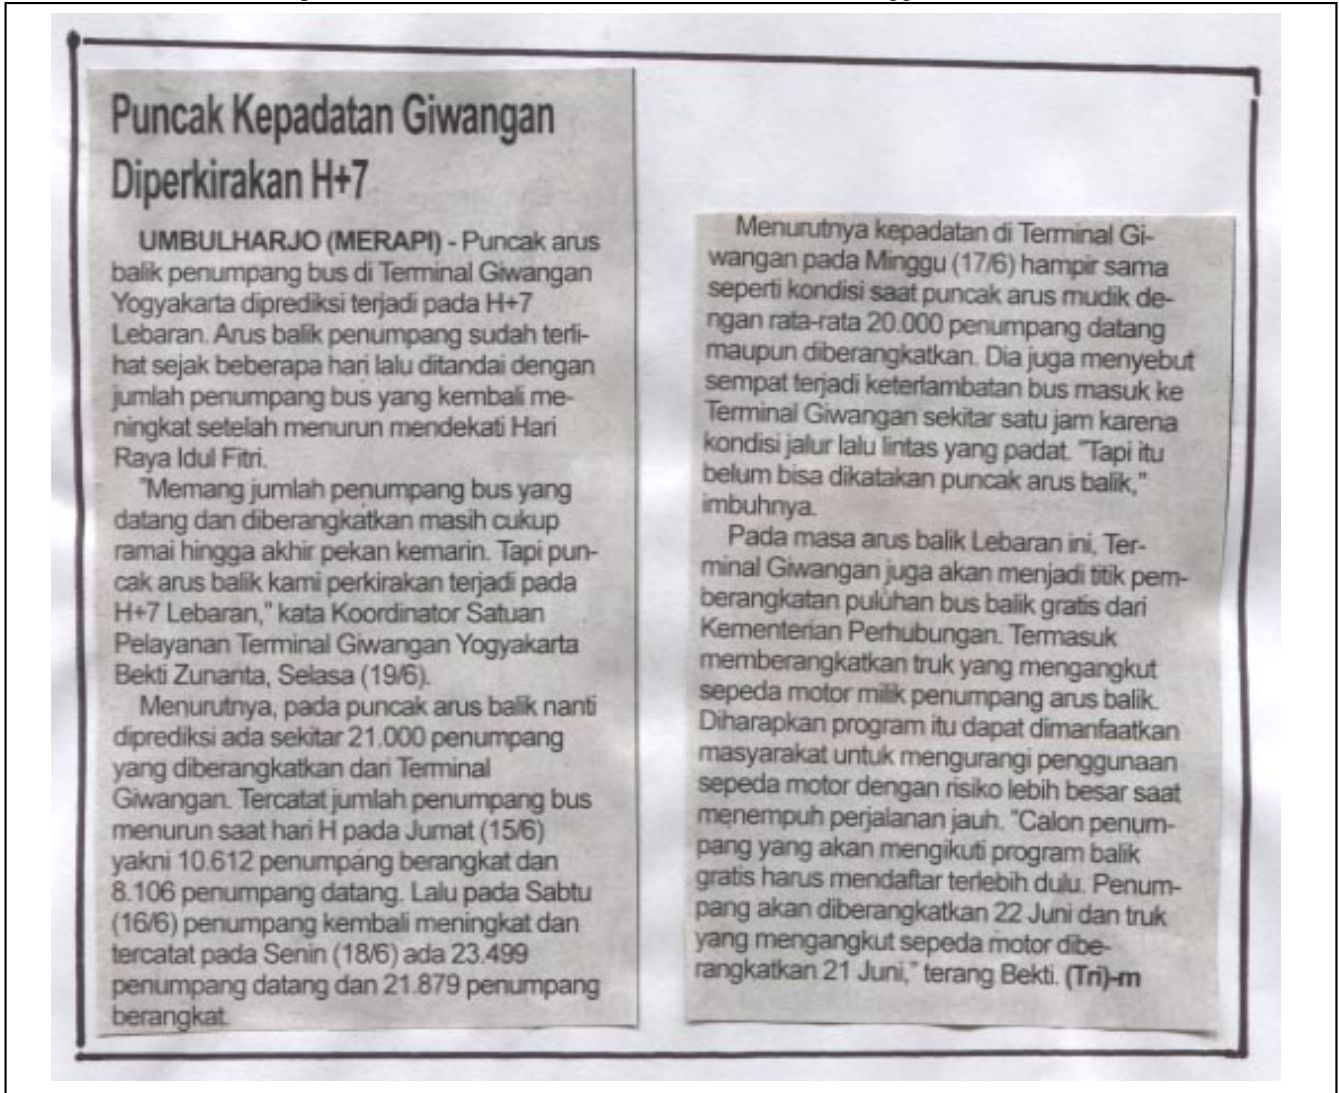 Puncak Kepadatan Giwangan
Diperkirakan H+7
UMBULHARJO (MERAPI) - Puncak arus
balik penumpang bus di Terminal Giwangan
Yogyakarta diprediksi terjadi pada H+7
Lebaran. Arus balik penumpang sudah terli-
hat sejak beberapa hari lalu ditandai dengan
jumlah penumpang bus yang kembali me-
ningkat setelah menurun mendekati Hari
Raya Idul Fitri.
"Memang jumlah penumpang bus yang
datang dan diberangkatkan masih cukup
ramai hingga akhir pekan kemarin. Tapi pun-
cak arus balik kami perkirakan terjadi pada
H+7 Lebaran," kata Koordinator Satuan
Pelayanan Terminal Giwangan Yogyakarta
Bekti Zunanta, Selasa (19/6).
Menurutnya, pada puncak arus balik nanti
diprediksi ada sekitar 21.000 penumpang
yang diberangkatkan dari Terminal
Giwangan. Tercatat jumlah penumpang bus
menurun saat hari H pada Jumat (15/6)
yakni 10.612 penumpang berangkat dan
8.106 penumpang datang. Lalu pada Sabtu
(16/6) penumpang kembali meningkat dan
tercatat pada Senin (18/6) ada 23.499
penumpang datang dan 21.879 penumpang
berangkat.
Menurutnya kepadatan di Terminal Gi-
wangan pada Minggu (17/6) hampir sama
seperti kondisi saat puncak arus mudik de-
ngan rata-rata 20.000 penumpang datang
maupun diberangkatkan. Dia juga menyebut
sempat terjadi keterlambatan bus masuk ke
Terminal Giwangan sekitar satu jam karena
kondisi jalur lalu lintas yang padat. "Tapi itu
belum bisa dikatakan puncak arus balik,"
imbuhnya.
Pada masa arus balik Lebaran ini, Ter-
minal Giwangan juga akan menjadi titik pem-
berangkatan puluhan bus balik gratis dari
Kementerian Perhubungan. Termasuk
memberangkatkan truk yang mengangkut
sepeda motor milik penumpang arus balik.
Diharapkan program itu dapat dimanfaatkan
masyarakat untuk mengurangi penggunaan
sepeda motor dengan risiko lebih besar saat
menempuh perjalanan jauh. "Calon penum-
pang yang akan mengikuti program balik
gratis harus mendaftar terlebih dulu. Penum-
pang akan diberangkatkan 22 Juni dan truk
yang mengangkut sepeda motor dibe-
rangkatkan 21 Juni," terang Bekti. (Tri)-m